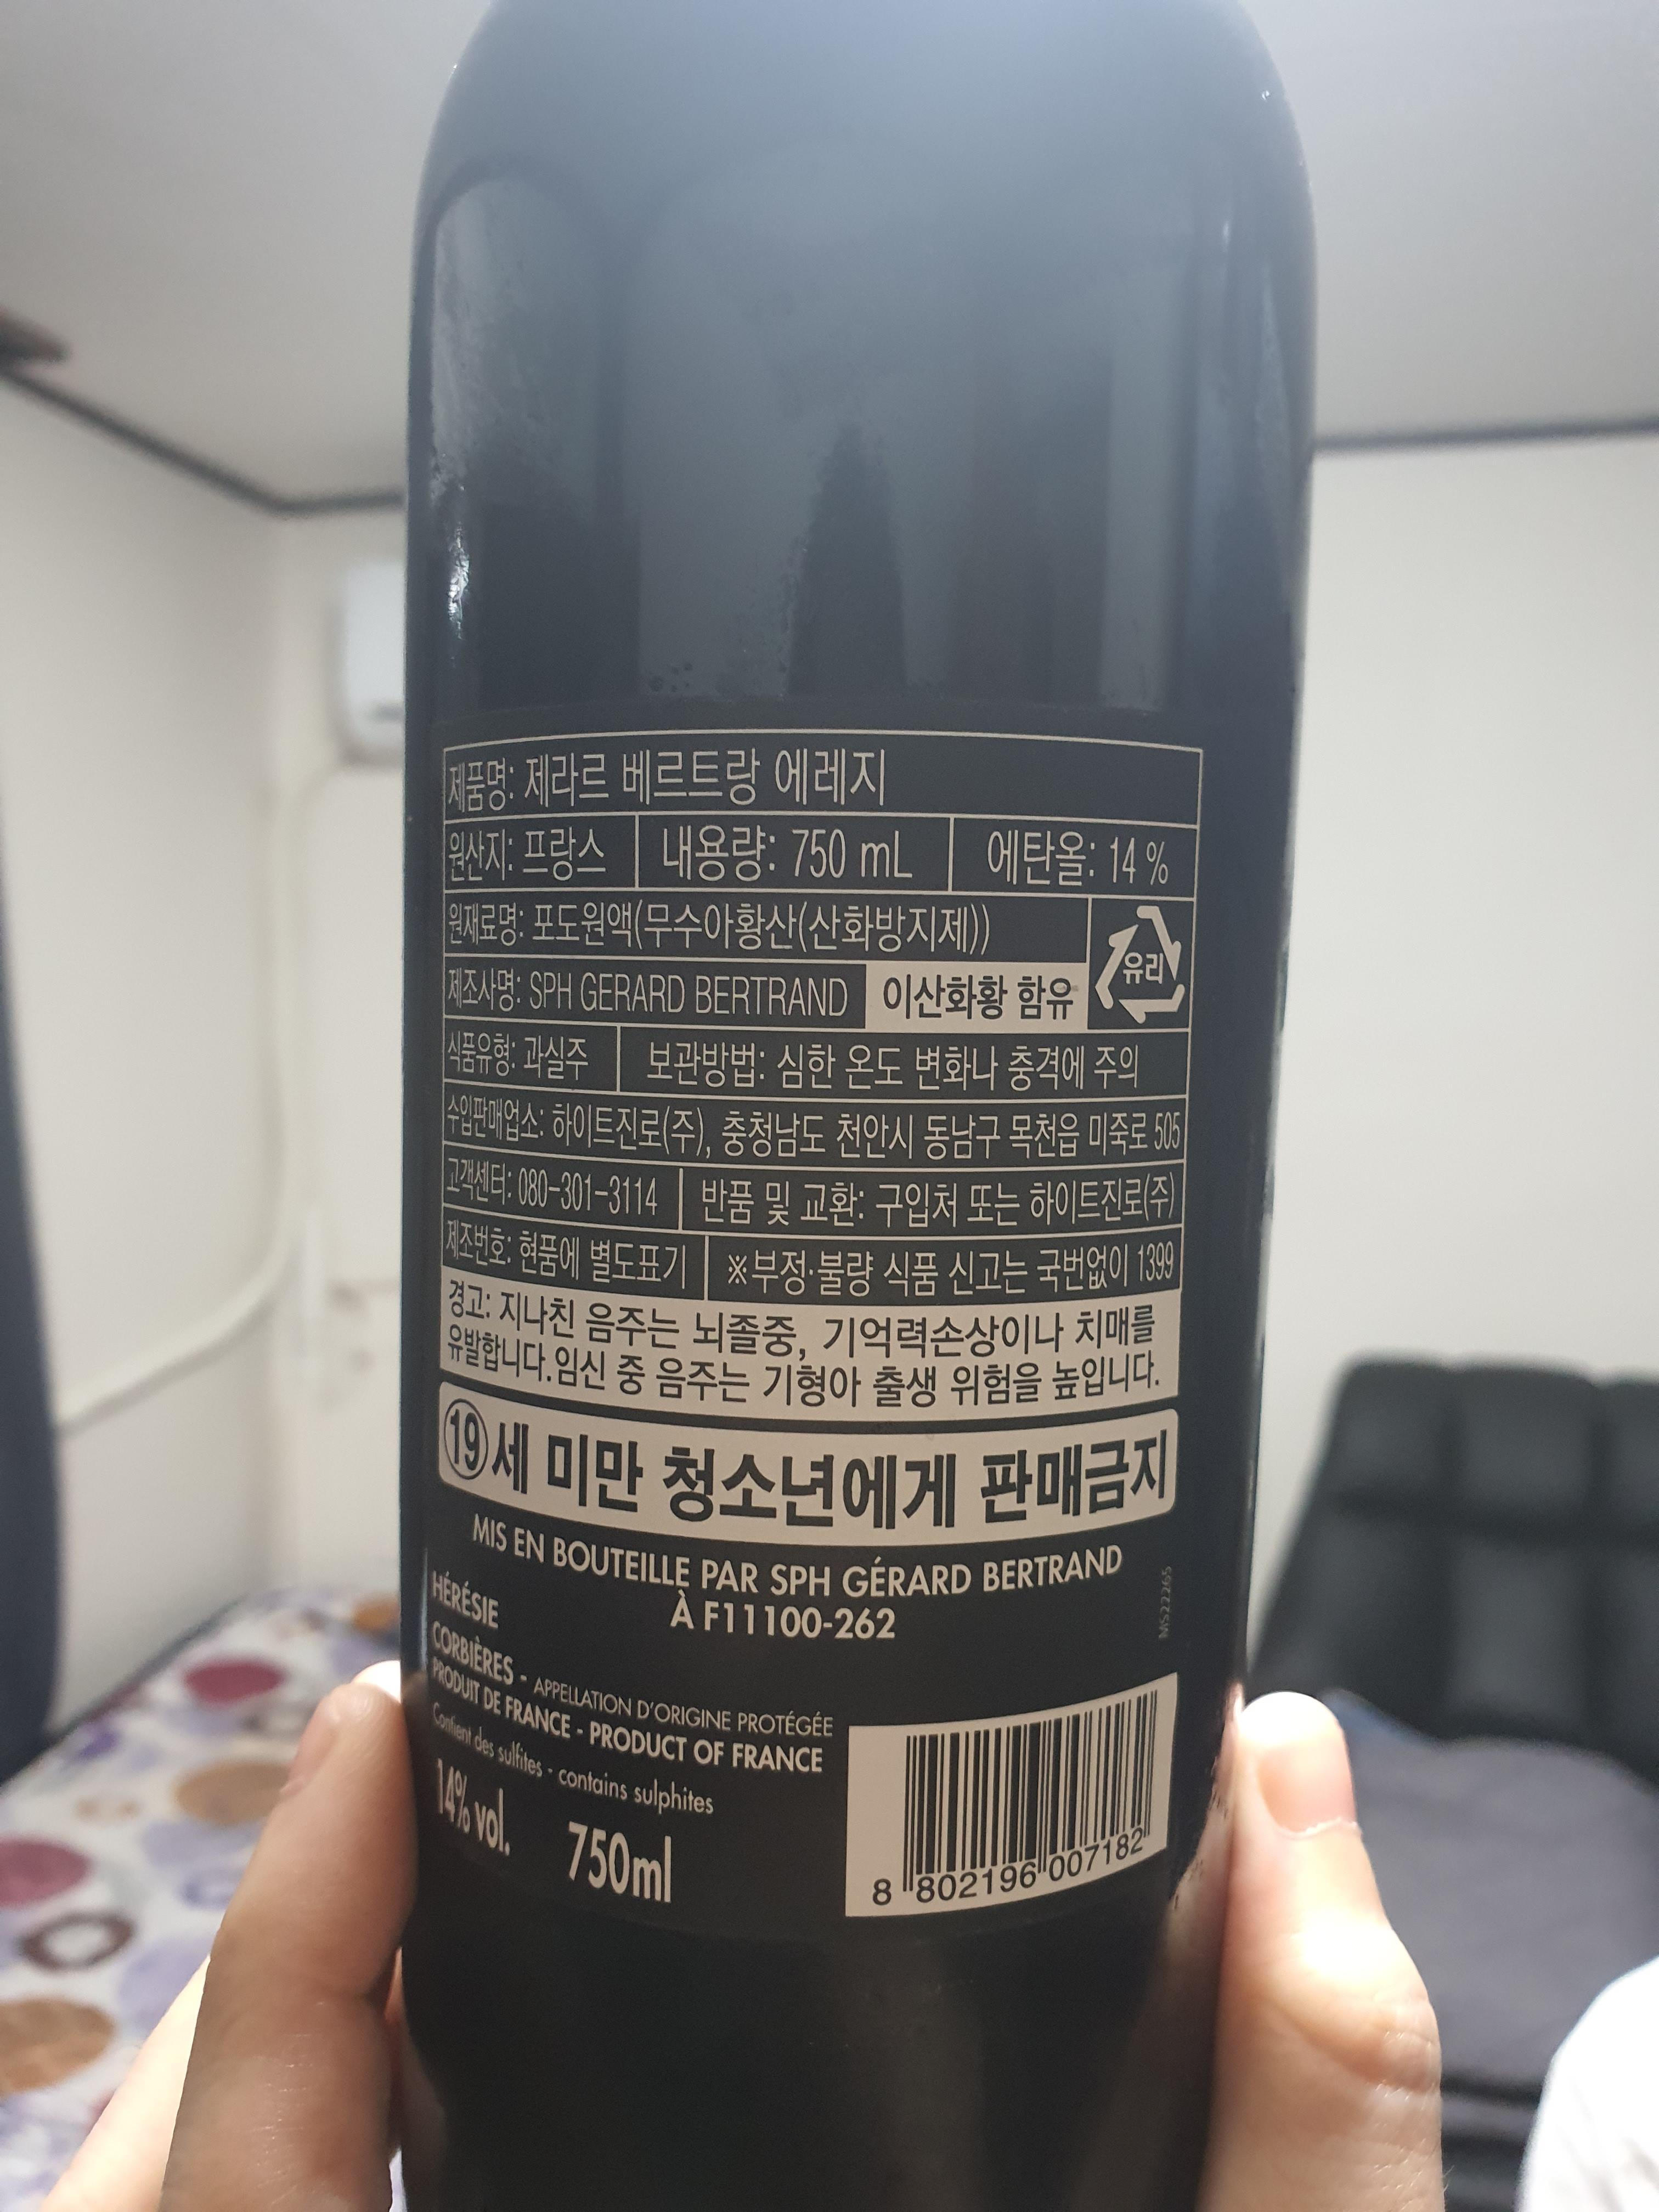 제품명: 제라르 베르트랑 에레지
원산지: 프랑스 내용량: 750 mL 에탄올: 14 %
원재료명: 포도원액(무수아황산(산화방지제))
유리
제조사명: SPH GERARD BERTRAND 이산화황 함유
식품유형: 과실주 보관방법: 심한 온도 변화나 충격에 주의
수입판매업소: 하이트진로(주), 충청남도 천안시 동남구 목천읍 미죽로 505
고객센터: 080-301-3114 반품 및 교환: 구입처 또는 하이트진로(주)
제조번호: 현품에 별도표기 ※부정·불량 식품 신고는 국번없이 1399
경고: 지나친 음주는 뇌졸중, 기억력손상이나 치매를
유발합니다.임신 중 음주는 기형아 출생 위험을 높입니다.
⑲세 미만 청소년에게 판매금지
MIS EN BOUTEILLE PAR SPH GÉRARD BERTRAND
À F11100-262
MS22265
HÉRÉSIE
CORBIÈRES - APPELLATION D'ORIGINE PROTÉGÉE
PRODUIT DE FRANCE - PRODUCT OF FRANCE
Contient des sulfites - contains sulphites
14% vol. 750ml
8 802196 007182